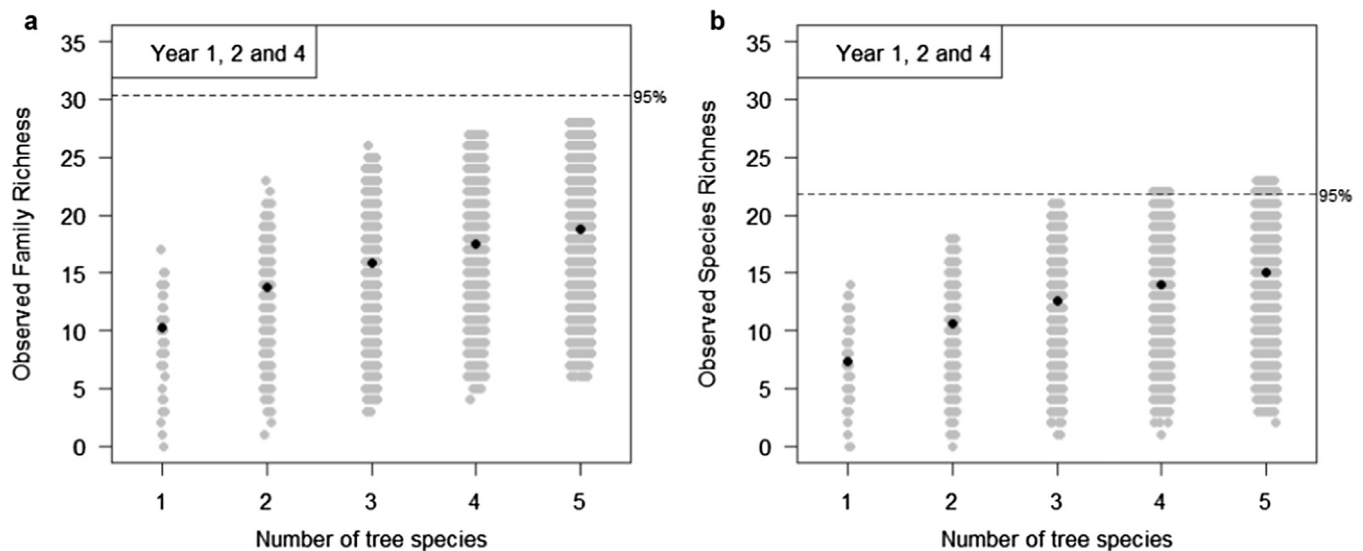 a
Year 1, 2 and 4
Observed Family Richness
35
30
25
20
15
10
5
0
95%
1 2 3 4 5
Number of tree species
b
Year 1, 2 and 4
Observed Species Richness
35
30
25
20
15
10
5
0
95%
1 2 3 4 5
Number of tree species